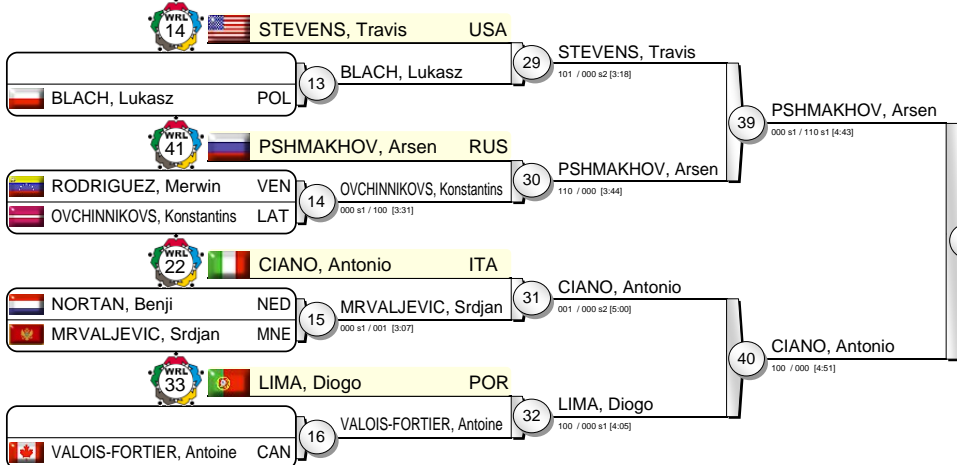 WRL
14
STEVENS, Travis USA
BLACH, Lukasz POL
13
BLACH, Lukasz
29
STEVENS, Travis
101 / 000 s2 [3:18]
WRL
41
PSHMAKHOV, Arsen RUS
RODRIGUEZ, Merwin VEN
OVCHINNIKOVS, Konstantins LAT
14
OVCHINNIKOVS, Konstantins
000 s1 / 100 [3:31]
30
PSHMAKHOV, Arsen
110 / 000 [3:44]
39
PSHMAKHOV, Arsen
000 s1 / 110 s1 [4:43]
WRL
22
CIANO, Antonio ITA
NORTAN, Benji NED
MRVALJEVIC, Srdjan MNE
15
MRVALJEVIC, Srdjan
000 s1 / 001 [3:07]
31
CIANO, Antonio
001 / 000 s2 [5:00]
WRL
33
LIMA, Diogo POR
VALOIS-FORTIER, Antoine CAN
16
VALOIS-FORTIER, Antoine
32
LIMA, Diogo
100 / 000 s1 [4:05]
40
CIANO, Antonio
100 / 000 [4:51]